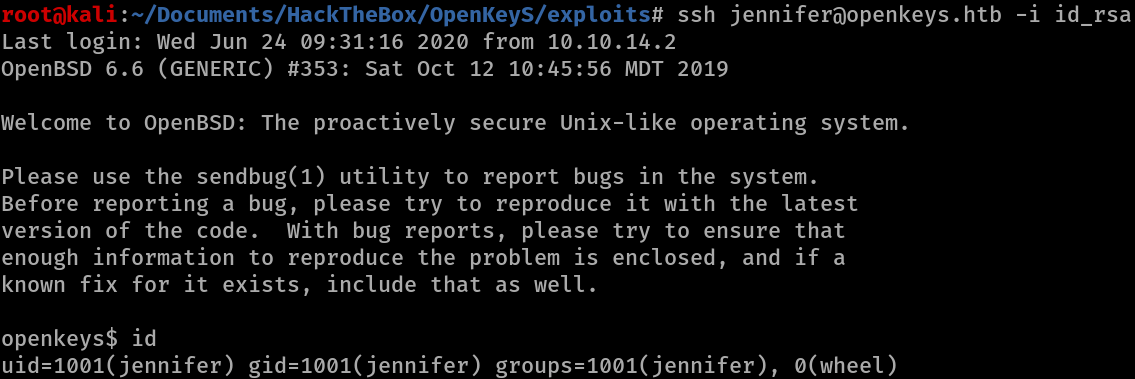 root@kali:~/Documents/HackTheBox/OpenKeyS/exploits# ssh jennifer@openkeys.htb -i id_rsa
Last login: Wed Jun 24 09:31:16 2020 from 10.10.14.2
OpenBSD 6.6 (GENERIC) #353: Sat Oct 12 10:45:56 MDT 2019

Welcome to OpenBSD: The proactively secure Unix-like operating system.

Please use the sendbug(1) utility to report bugs in the system.
Before reporting a bug, please try to reproduce it with the latest
version of the code.  With bug reports, please try to ensure that
enough information to reproduce the problem is enclosed, and if a
known fix for it exists, include that as well.

openkeys$ id
uid=1001(jennifer) gid=1001(jennifer) groups=1001(jennifer), 0(wheel)